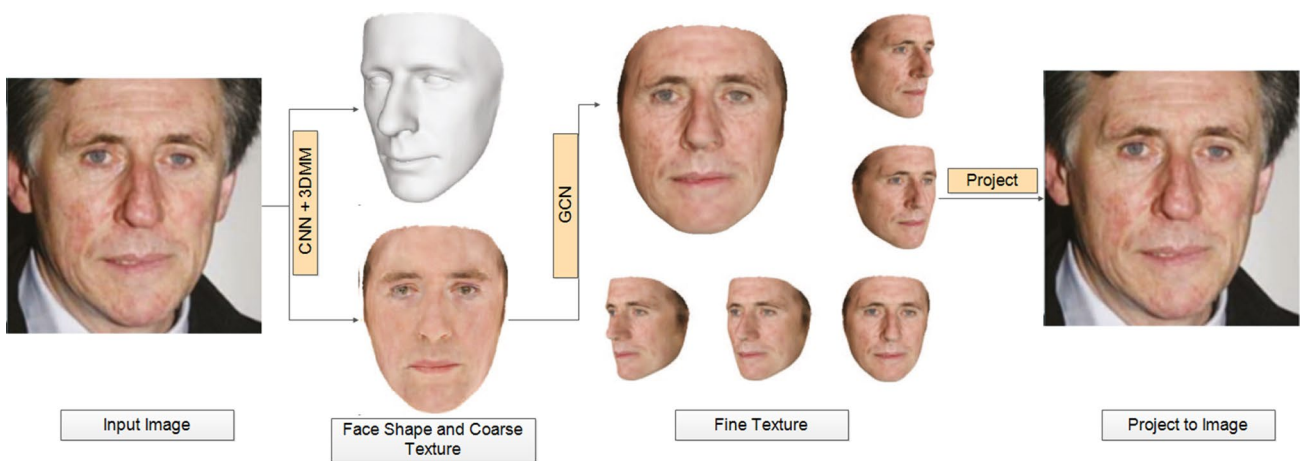 CNN + 3DMM
GCN
Project
Input Image
Face Shape and Coarse
Texture
Fine Texture
Project to Image